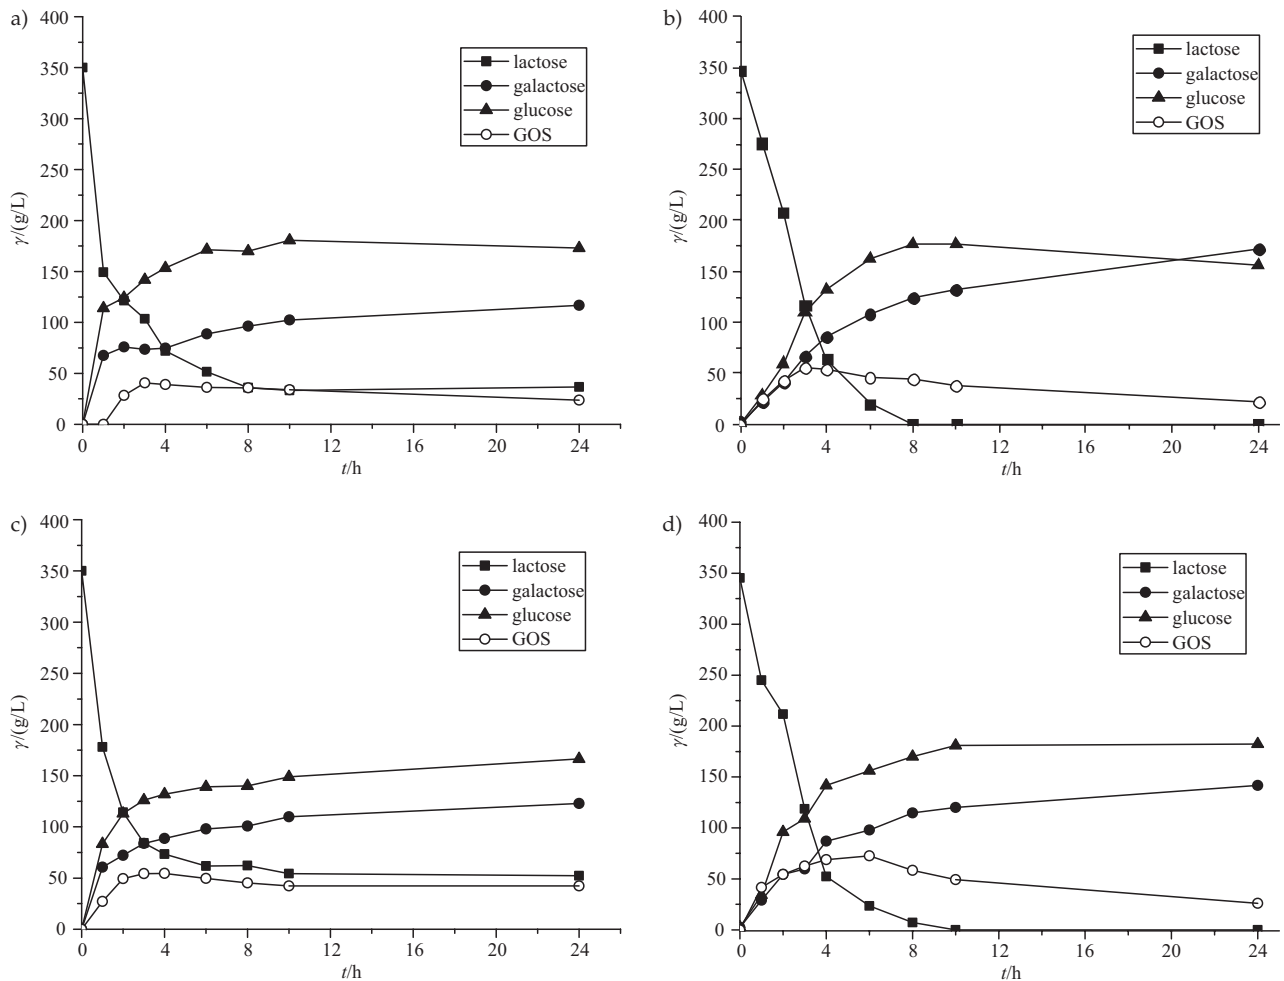 a)
400
350
300
250
200
150
100
50
0
γ/(g/L)
0 4 8 12 16 20 24
t/h
lactose
galactose
glucose
GOS
b)
400
350
300
250
200
150
100
50
0
γ/(g/L)
0 4 8 12 16 20 24
t/h
lactose
galactose
glucose
GOS
c)
400
350
300
250
200
150
100
50
0
γ/(g/L)
0 4 8 12 16 20 24
t/h
lactose
galactose
glucose
GOS
d)
400
350
300
250
200
150
100
50
0
γ/(g/L)
0 4 8 12 16 20 24
t/h
lactose
galactose
glucose
GOS